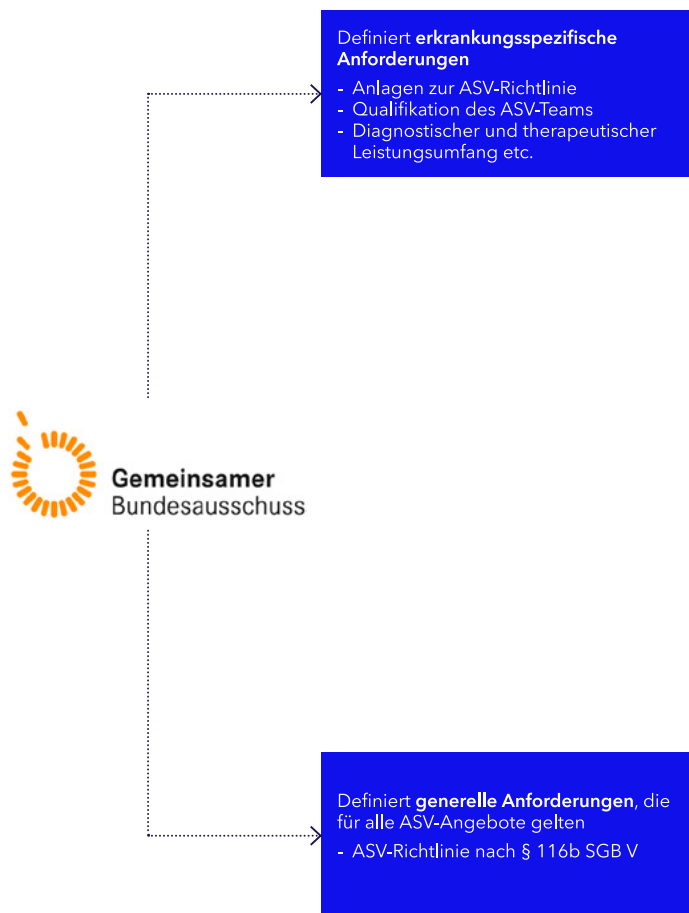 Definiert erkrankungsspezifische
Anforderungen
- Anlagen zur ASV-Richtlinie
- Qualifikation des ASV-Teams
- Diagnostischer und therapeutischer
Leistungsumfang etc.
Gemeinsamer
Bundesausschuss
Definiert generelle Anforderungen, die
für alle ASV-Angebote gelten
- ASV-Richtlinie nach § 116b SGB V